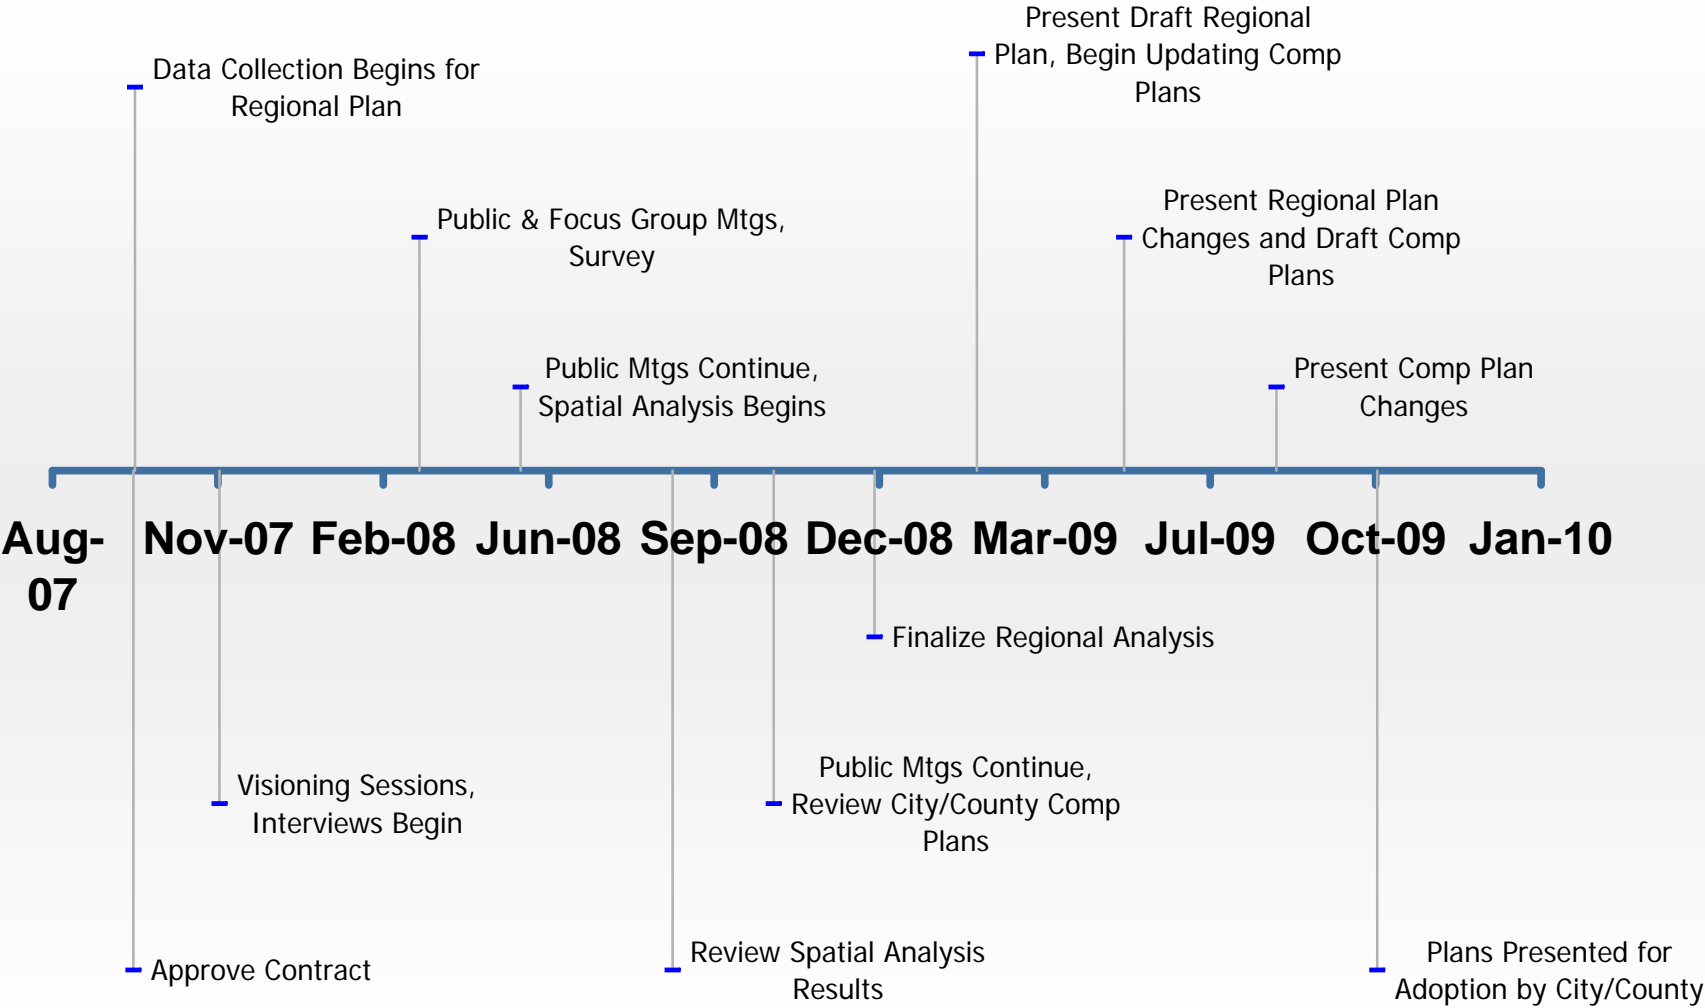 Present Draft Regional
Plan, Begin Updating Comp
Plans
Data Collection Begins for
Regional Plan
Present Regional Plan
Changes and Draft Comp
Plans
Public & Focus Group Mtgs,
Survey
Public Mtgs Continue,
Spatial Analysis Begins
Present Comp Plan
Changes
Aug-
07
Nov-07
Feb-08
Jun-08
Sep-08
Dec-08
Mar-09
Jul-09
Oct-09
Jan-10
Finalize Regional Analysis
Visioning Sessions,
Interviews Begin
Public Mtgs Continue,
Review City/County Comp
Plans
Approve Contract
Review Spatial Analysis
Results
Plans Presented for
Adoption by City/County